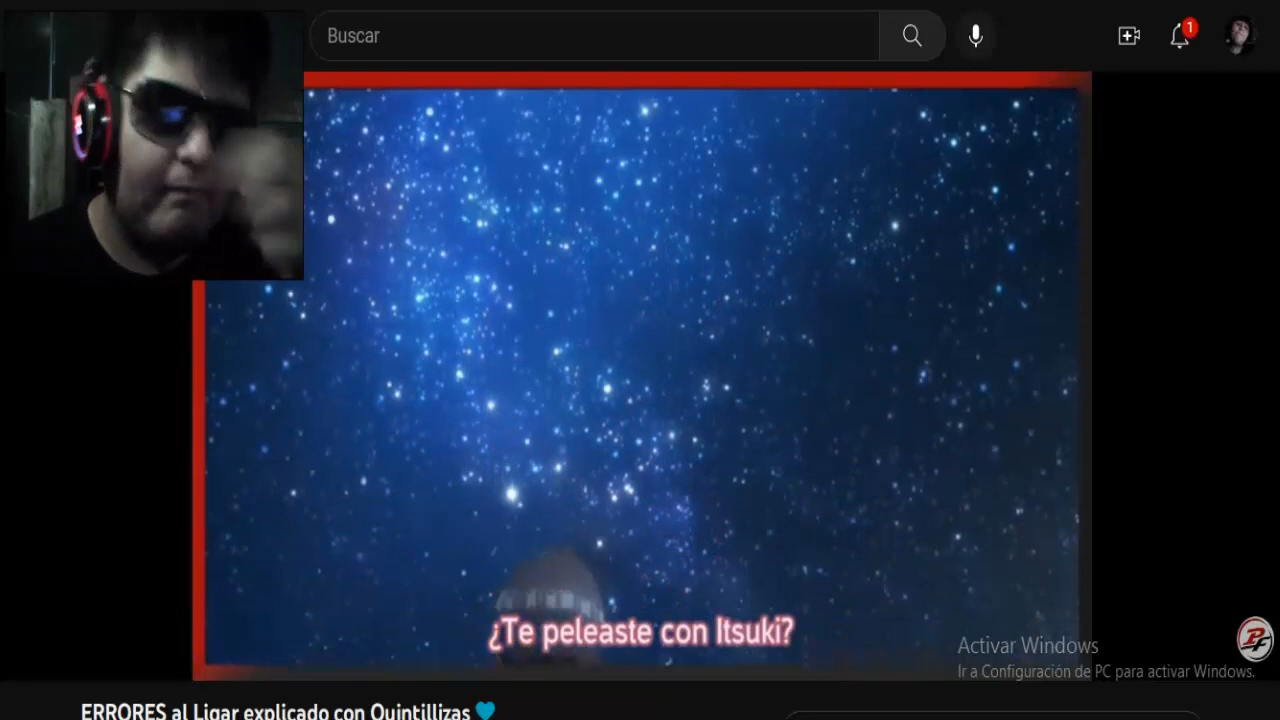 Buscar
1
¿Te peleaste con Itsuki?
Activar Windows
Ir a Configuración de PC para activar Windows.
PF
ERRORES al Ligar explicado con Quintillizas